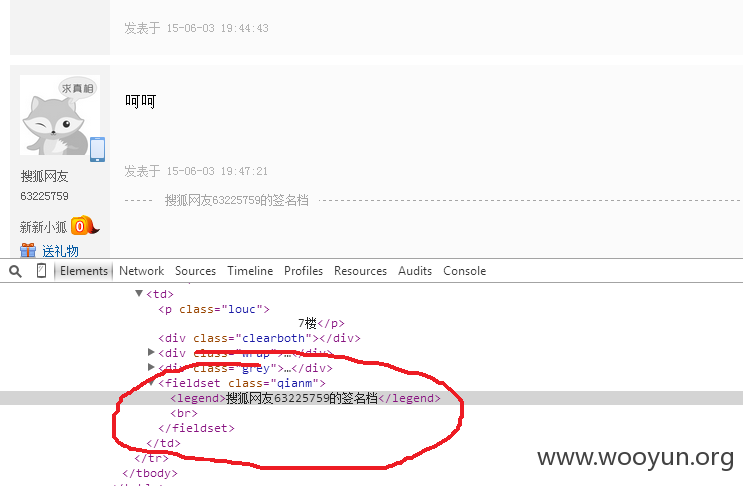 发表于 15-06-03 19:44:43
求真相
呵呵
发表于 15-06-03 19:47:21
搜狐网友
63225759
搜狐网友63225759的签名档
新新小狐 0
送礼物
Elements Network Sources Timeline Profiles Resources Audits Console
<td>
<p class="louc">
7楼</p>
<div class="clearboth"></div>
<div class="wrap">…</div>
<div class="grey">…</div>
<fieldset class="qianm">
<legend>搜狐网友63225759的签名档</legend>
<br>
</fieldset>
</td>
</tr>
</tbody>
www.wooyun.org